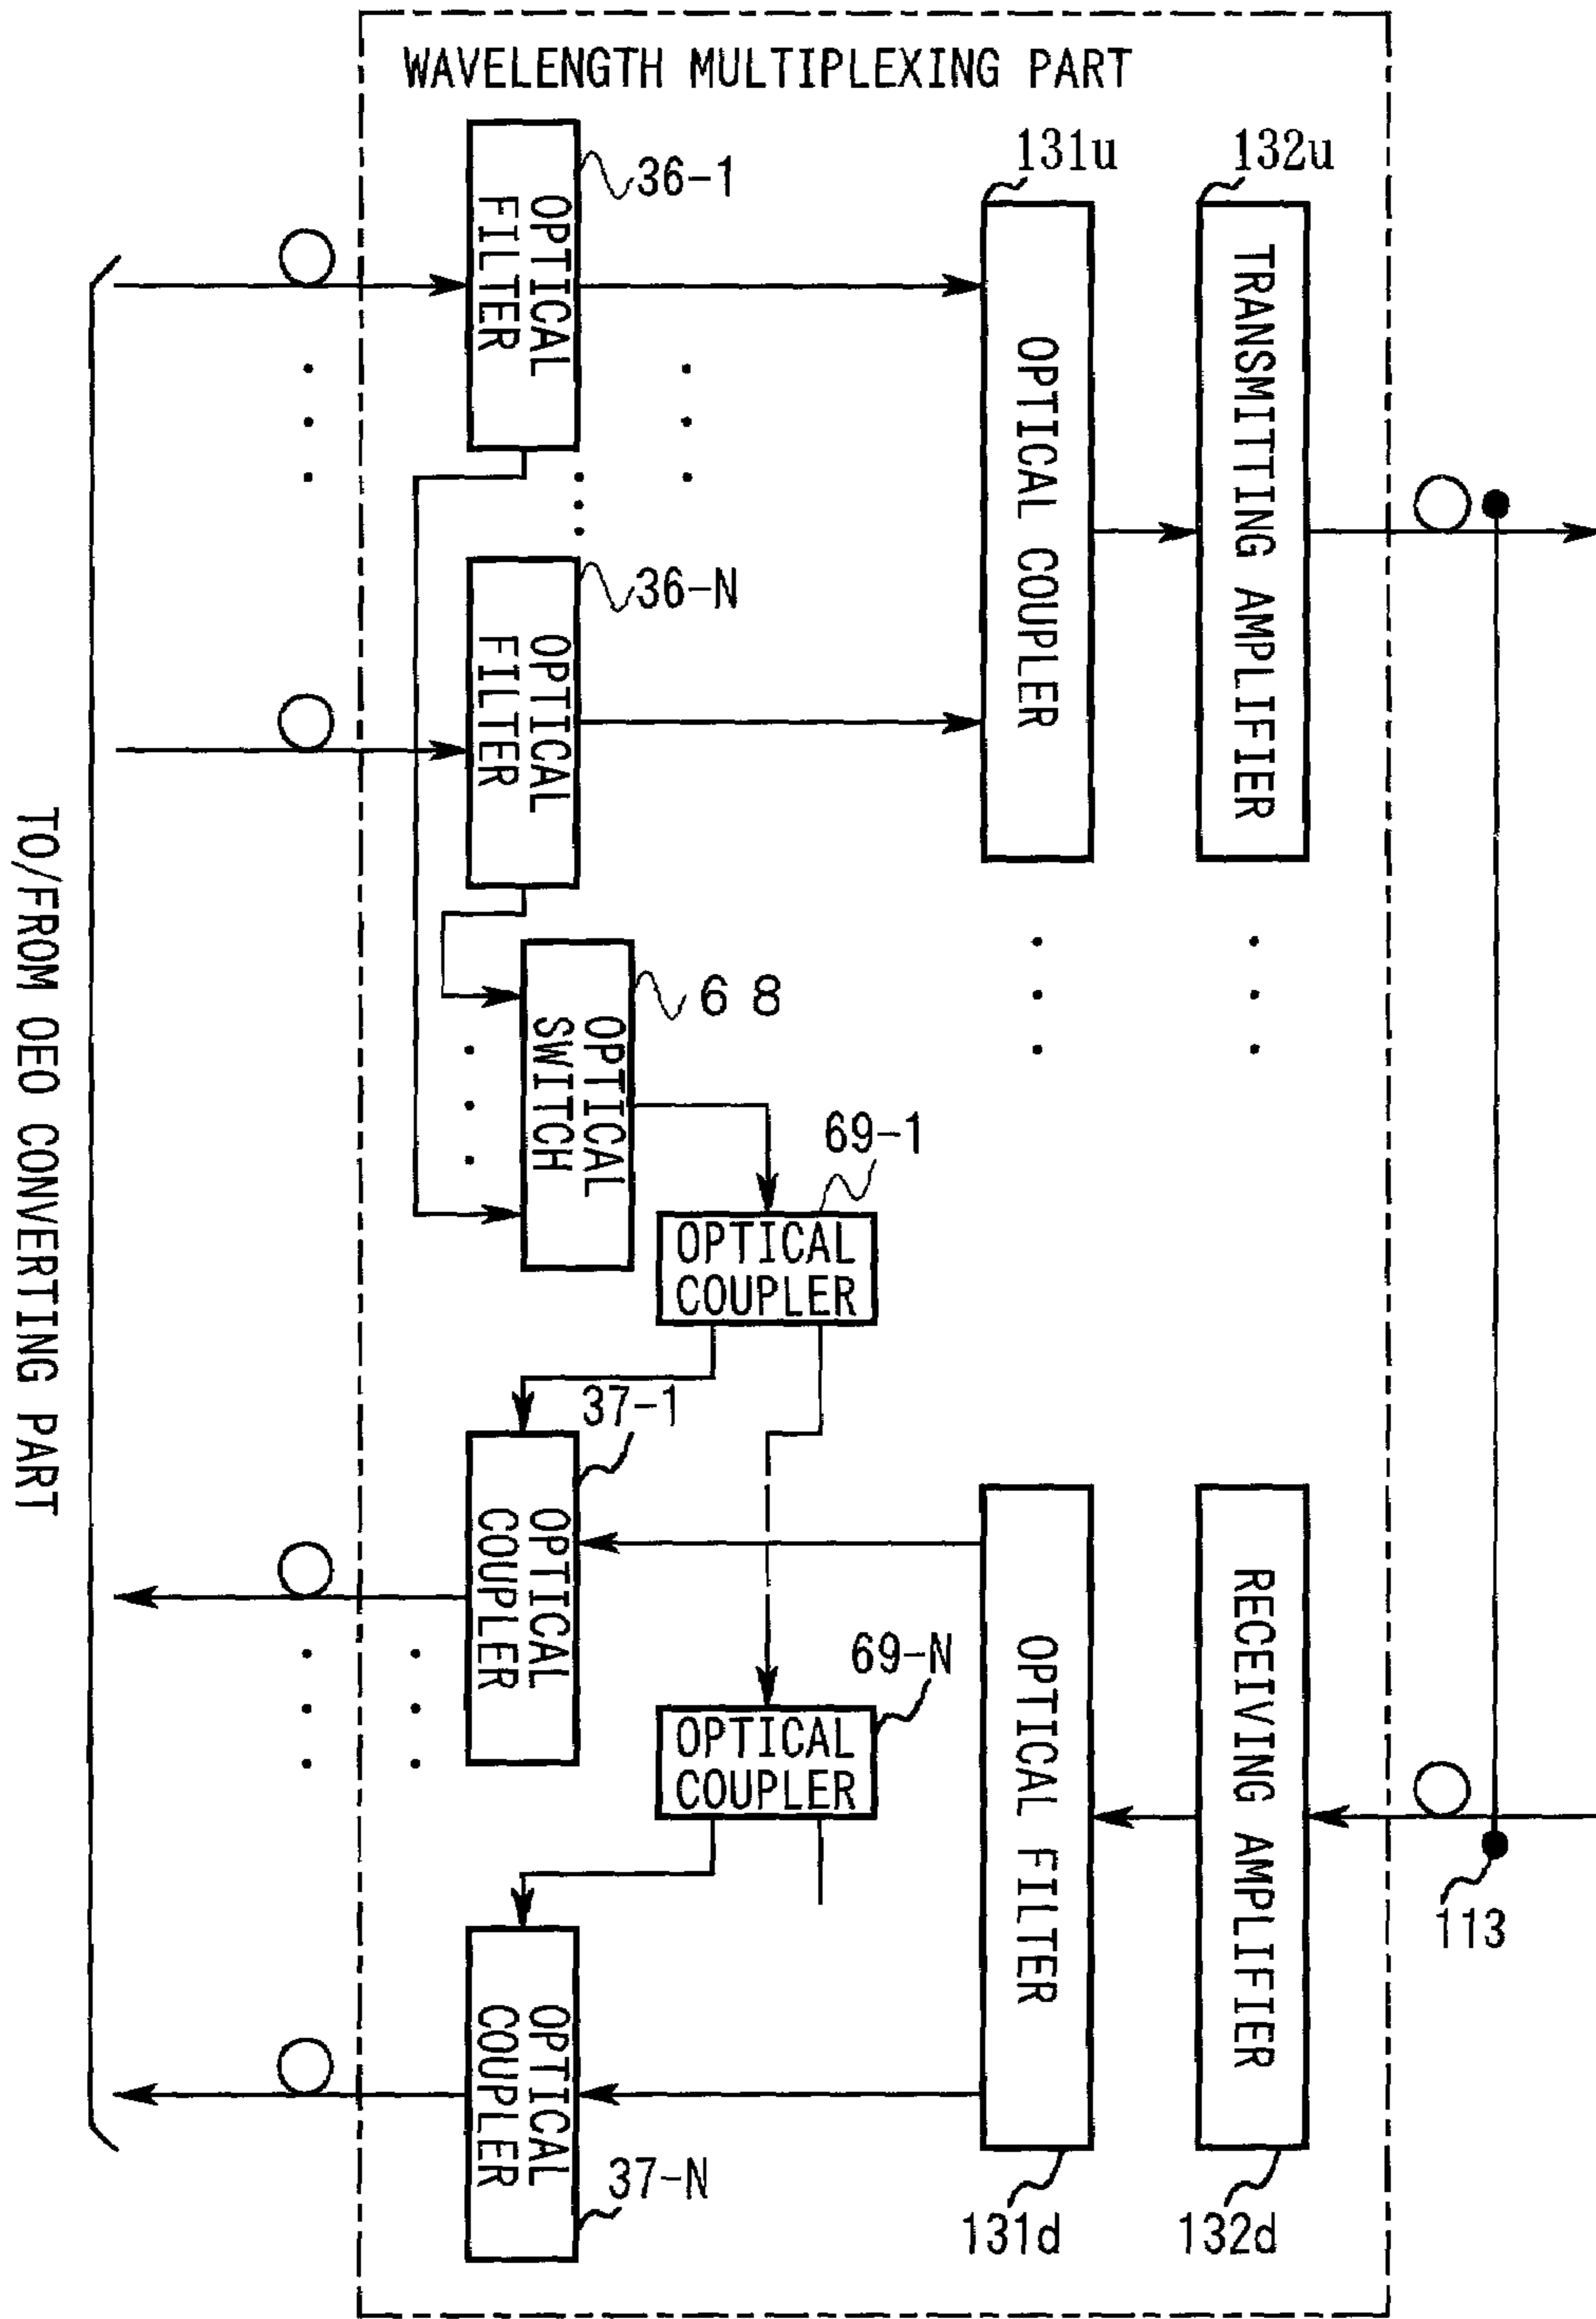 WAVELENGTH MULTIPLEXING PART
36-1
OPTICAL
FILTER
131u
132u
OPTICAL COUPLER
TRANSMITTING AMPLIFIER
36-N
OPTICAL
FILTER
68
OPTICAL
SWITCH
69-1
OPTICAL
COUPLER
37-1
OPTICAL
COUPLER
69-N
OPTICAL
COUPLER
OPTICAL FILTER
RECEIVING AMPLIFIER
113
OPTICAL
COUPLER
37-N
131d
132d
TO/FROM OEO CONVERTING PART